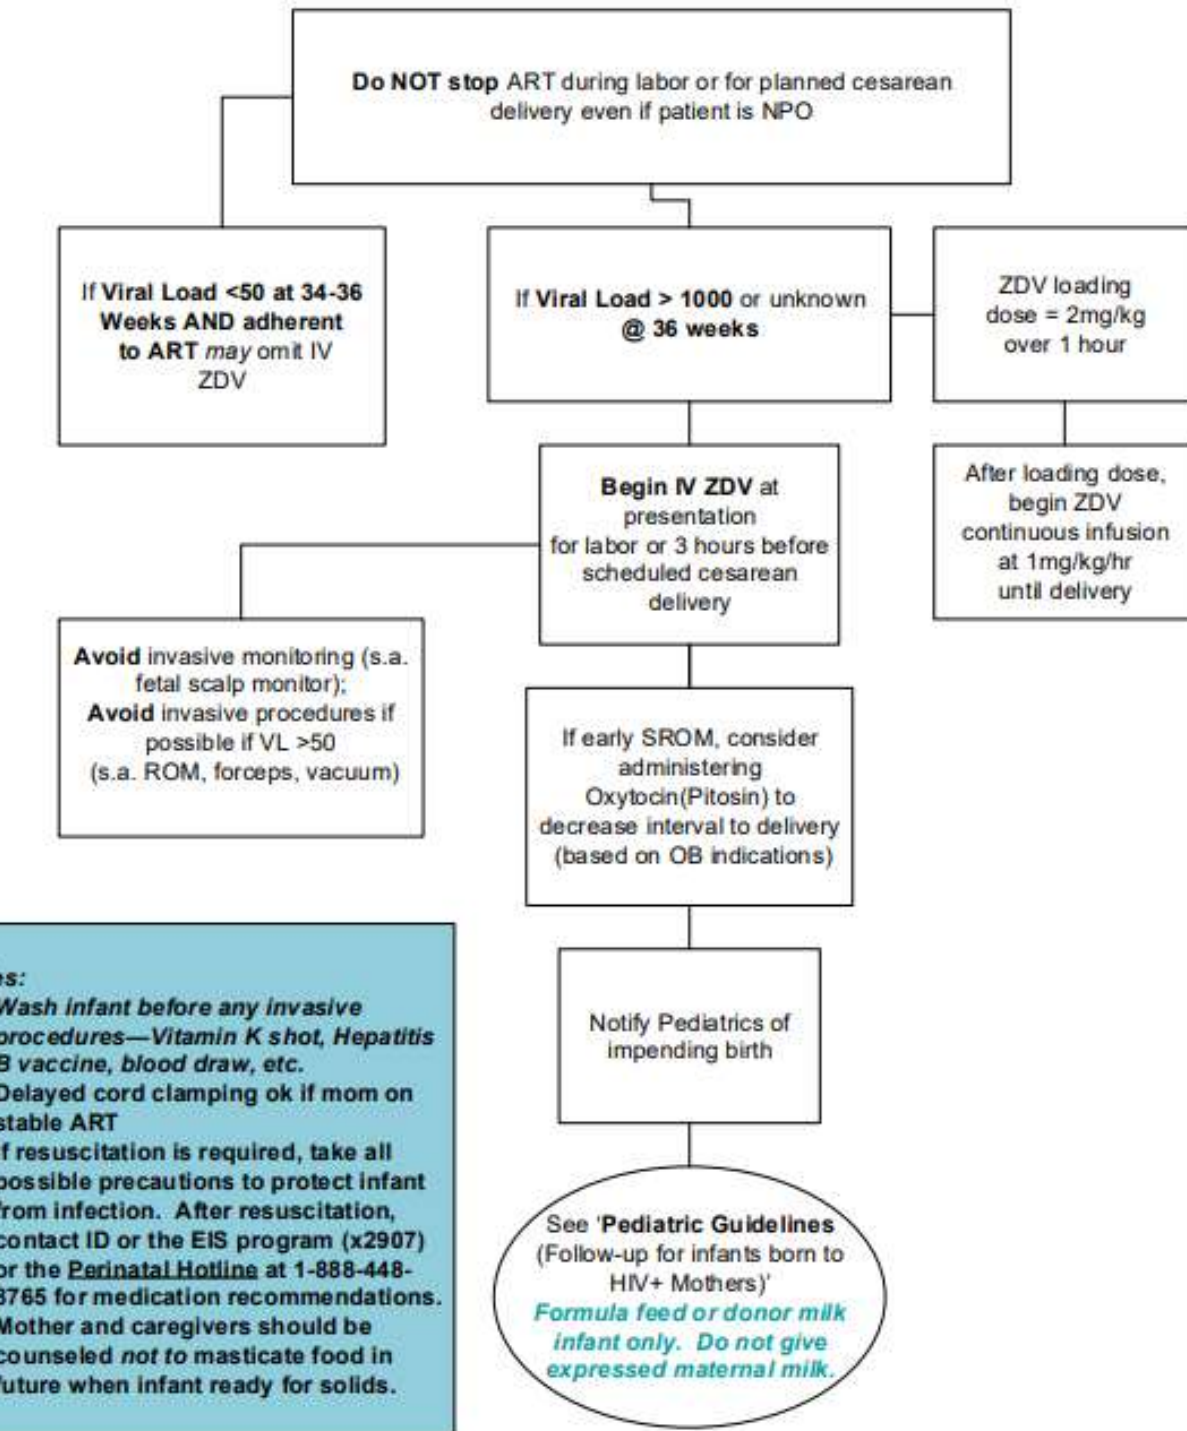 Do NOT stop ART during labor or for planned cesarean
delivery even if patient is NPO
If Viral Load <50 at 34-36
Weeks AND adherent
to ART may omit IV
ZDV
If Viral Load > 1000 or unknown
@ 36 weeks
ZDV loading
dose = 2mg/kg
over 1 hour
Begin IV ZDV at
presentation
for labor or 3 hours before
scheduled cesarean
delivery
After loading dose,
begin ZDV
continuous infusion
at 1mg/kg/hr
until delivery
Avoid invasive monitoring (s.a.
fetal scalp monitor);
Avoid invasive procedures if
possible if VL >50
(s.a. ROM, forceps, vacuum)
If early SROM, consider
administering
Oxytocin(Pitosin) to
decrease interval to delivery
(based on OB indications)
Notify Pediatrics of
impending birth
See 'Pediatric Guidelines
(Follow-up for infants born to
HIV+ Mothers)'
Formula feed or donor milk
infant only. Do not give
expressed maternal milk.
es:
Wash infant before any invasive
procedures—Vitamin K shot, Hepatitis
B vaccine, blood draw, etc.
Delayed cord clamping ok if mom on
stable ART
If resuscitation is required, take all
possible precautions to protect infant
from infection. After resuscitation,
contact ID or the EIS program (x2907)
or the Perinatal Hotline at 1-888-448-
8765 for medication recommendations.
Mother and caregivers should be
counseled not to masticate food in
future when infant ready for solids.